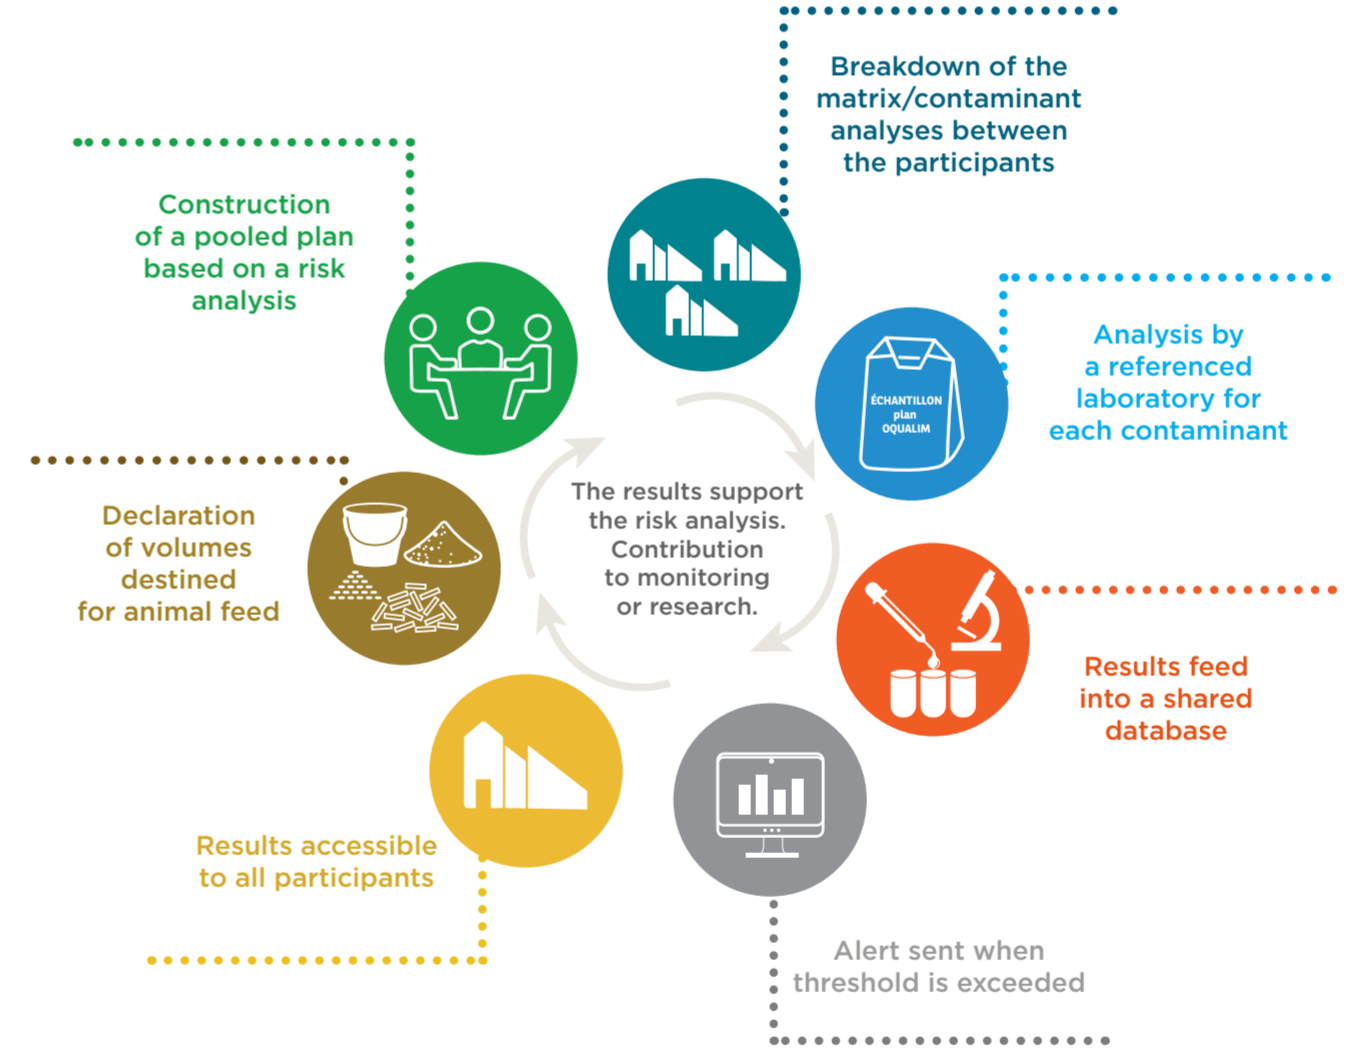 Breakdown of the
matrix/contaminant
analyses between
the participants
Construction
of a pooled plan
based on a risk
analysis
Analysis by
a referenced
laboratory for
each contaminant
ÉCHANTILLON
plan
OQUALIM
The results support
the risk analysis.
Contribution
to monitoring
or research.
Declaration
of volumes
destined
for animal feed
Results feed
into a shared
database
Results accessible
to all participants
Alert sent when
threshold is exceeded